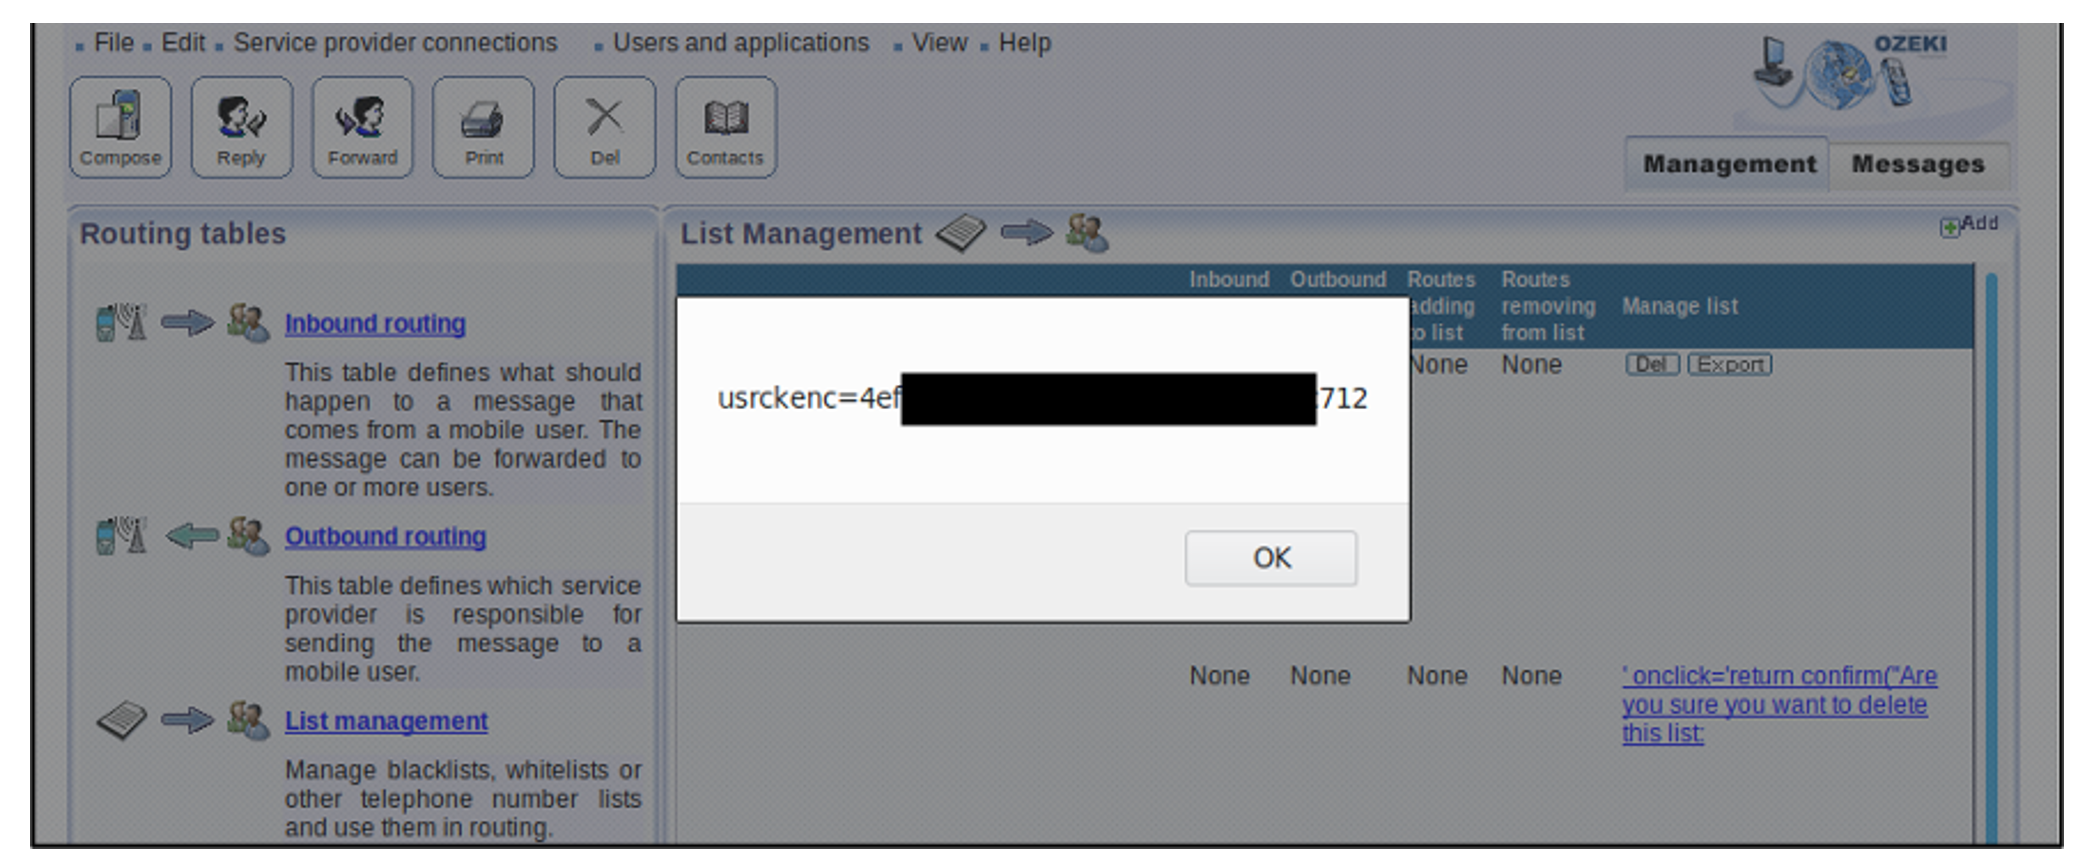 File Edit Service provider connections Users and applications View Help
OZEKI
Compose Reply Forward Print Del Contacts
Management Messages
Routing tables
List Management
Add
Inbound Outbound Routes Routes
adding removing Manage list
to list from list
None None Del Export
Inbound routing
This table defines what should
happen to a message that
comes from a mobile user. The
message can be forwarded to
one or more users.
usrckenc=4ef
712
OK
Outbound routing
This table defines which service
provider is responsible for
sending the message to a
mobile user.
None None None None ' onclick='return confirm("Are
you sure you want to delete
this list:
List management
Manage blacklists, whitelists or
other telephone number lists
and use them in routing.